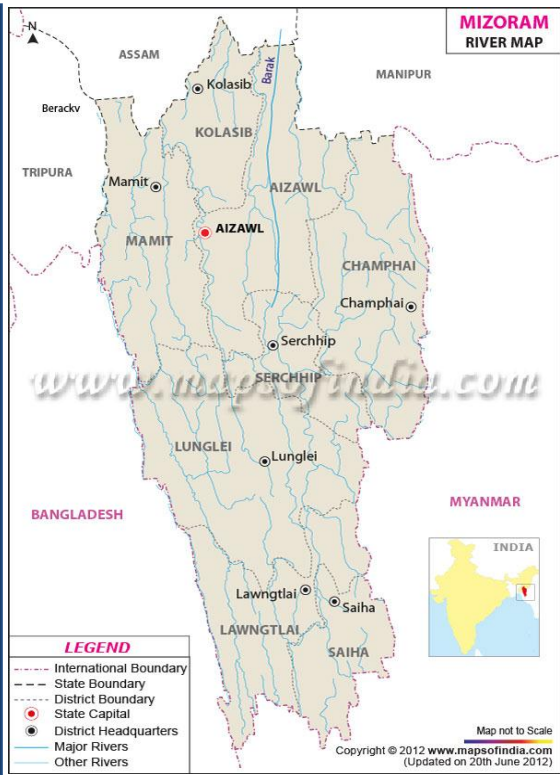 MIZORAM
RIVER MAP
N
ASSAM
MANIPUR
Barak
Kolasib
Berackv
KOLASIB
TRIPURA
Mamit
AIZAWL
AIZAWL
MAMIT
CHAMPHAI
Champhai
Serchhip
SERCHHIP
www.mapsofindia.com
LUNGLEI
Lunglei
BANGLADESH
MYANMAR
INDIA
Lawngtlai
Saiha
LAWNGTLAI
SAIHA
LEGEND
International Boundary
State Boundary
District Boundary
State Capital
District Headquarters
Major Rivers
Other Rivers
Map not to Scale
Copyright © 2012 www.mapsofindia.com
(Updated on 20th June 2012)